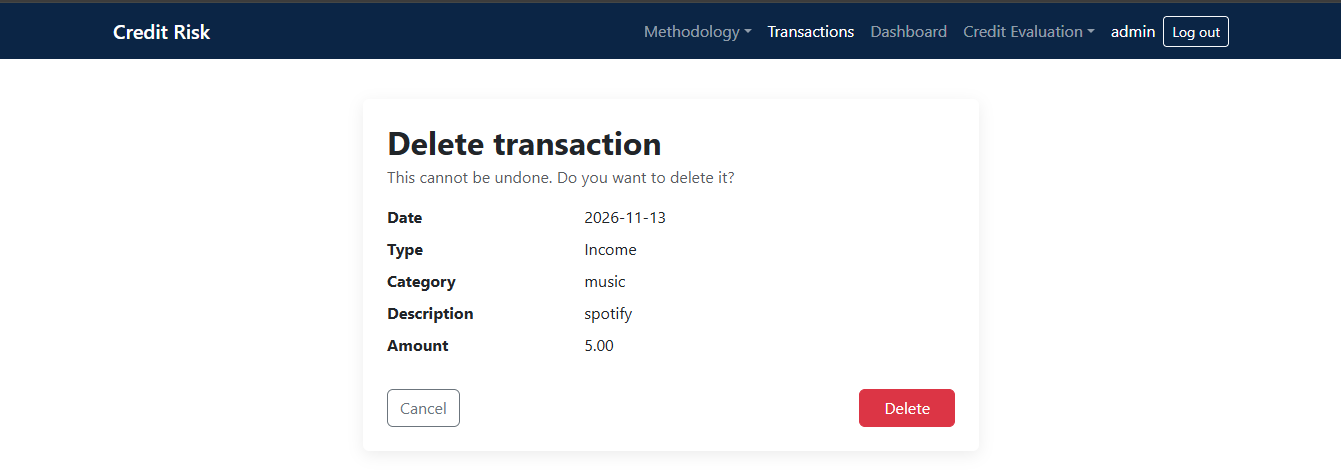 Credit Risk Methodology Transactions Dashboard Credit Evaluation admin Log out
Delete transaction
This cannot be undone. Do you want to delete it?
Date 2026-11-13
Type Income
Category music
Description spotify
Amount 5.00
Cancel Delete